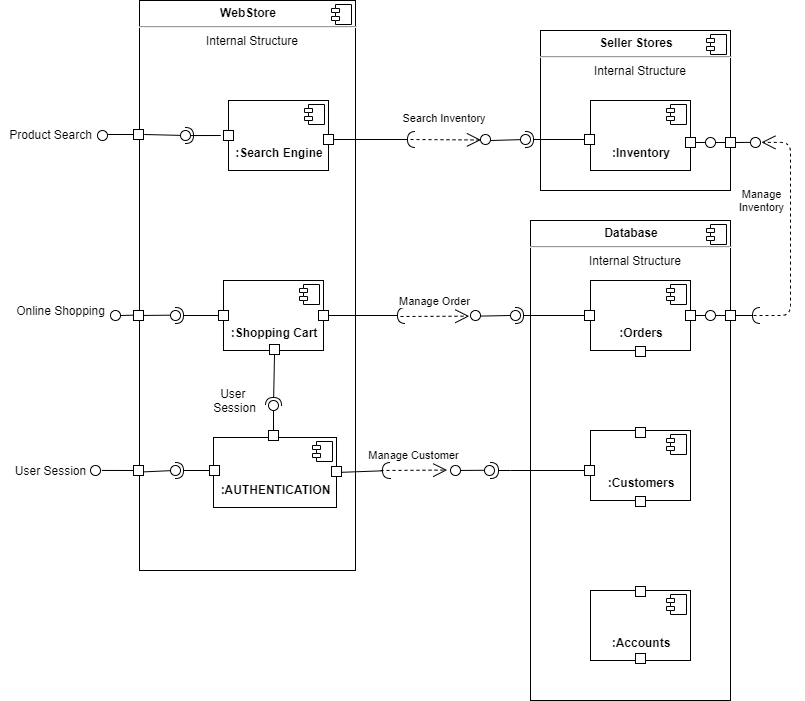 WebStore
Internal Structure
Seller Stores
Internal Structure
Product Search
:Search Engine
Search Inventory
:Inventory
Manage
Inventory
Database
Internal Structure
Online Shopping
:Shopping Cart
Manage Order
:Orders
User
Session
User Session
:AUTHENTICATION
Manage Customer
:Customers
:Accounts